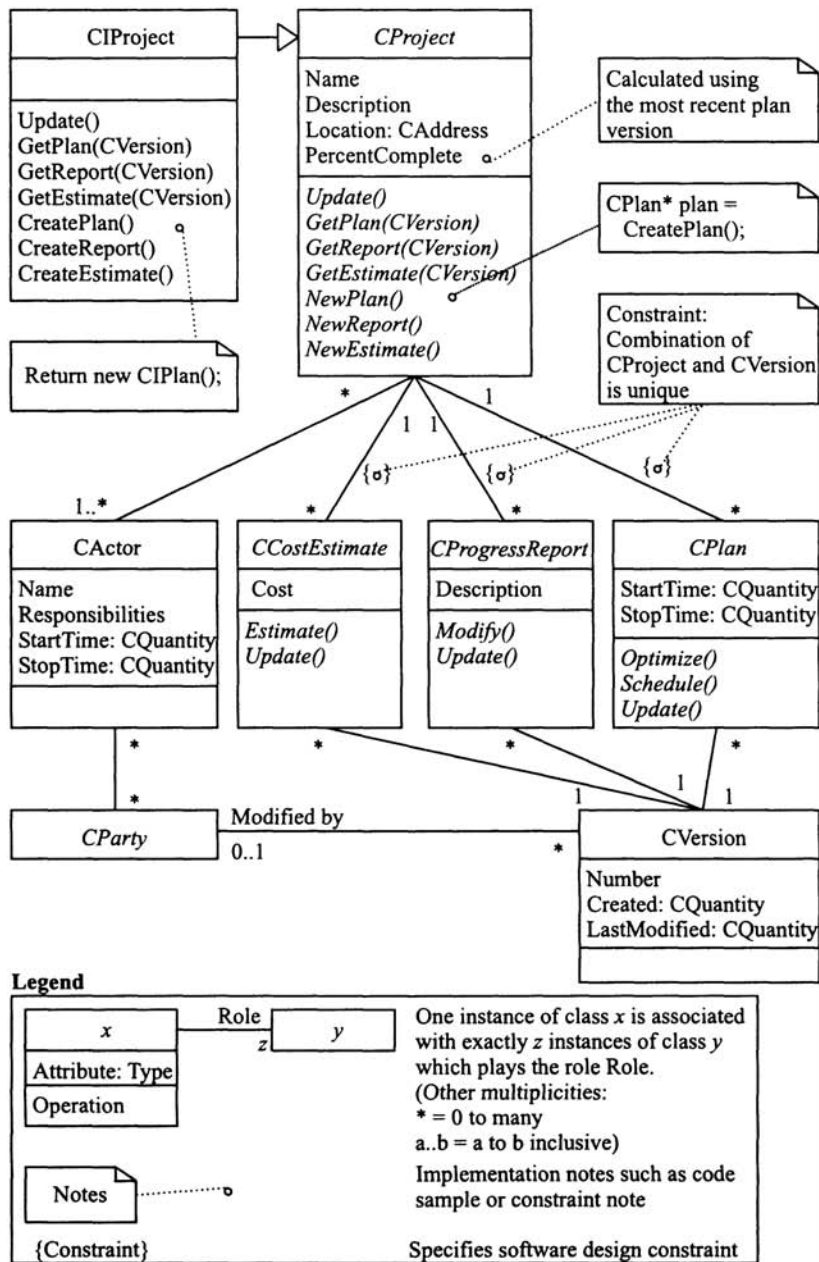 CIProject
Update()
GetPlan(CVersion)
GetReport(CVersion)
GetEstimate(CVersion)
CreatePlan()
CreateReport()
CreateEstimate()
Return new CIPlan();
CProject
Name
Description
Location: CAddress
PercentComplete
Update()
GetPlan(CVersion)
GetReport(CVersion)
GetEstimate(CVersion)
NewPlan()
NewReport()
NewEstimate()
Calculated using
the most recent plan
version
CPlan* plan =
CreatePlan();
Constraint:
Combination of
CProject and CVersion
is unique
* 1 1 1
{σ} {σ} {σ}
1..* * * *
CActor
Name
Responsibilities
StartTime: CQuantity
StopTime: CQuantity
CCostEstimate
Cost
Estimate()
Update()
CProgressReport
Description
Modify()
Update()
CPlan
StartTime: CQuantity
StopTime: CQuantity
Optimize()
Schedule()
Update()
* * * *
* 1 1 1
CParty
Modified by
0..1 *
CVersion
Number
Created: CQuantity
LastModified: CQuantity
Legend
x
Attribute: Type
Operation
Role
z
y
One instance of class x is associated
with exactly z instances of class y
which plays the role Role.
(Other multiplicities:
* = 0 to many
a..b = a to b inclusive)
Notes
Implementation notes such as code
sample or constraint note
{Constraint}
Specifies software design constraint